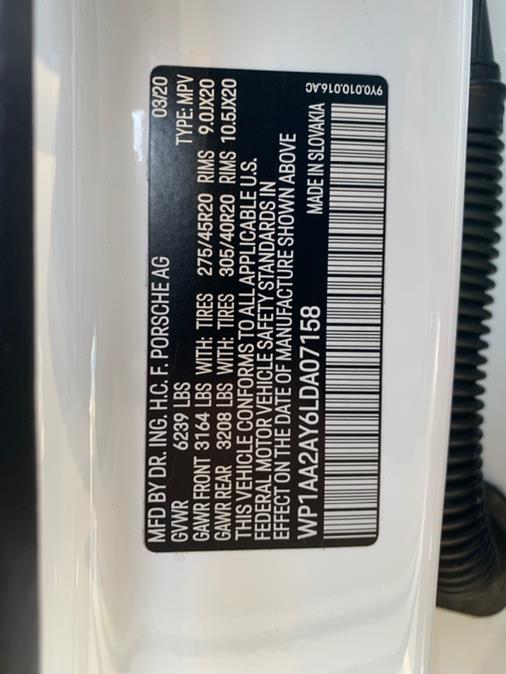 MFD BY DR. ING. H.C. F. PORSCHE AG 03/20
GVWR 6239 LBS TYPE: MPV
GAWR FRONT 3164 LBS WITH: TIRES 275/45R20 RIMS 9.0JX20
GAWR REAR 3208 LBS WITH: TIRES 305/40R20 RIMS 10.5JX20
THIS VEHICLE CONFORMS TO ALL APPLICABLE U.S.
FEDERAL MOTOR VEHICLE SAFETY STANDARDS IN
EFFECT ON THE DATE OF MANUFACTURE SHOWN ABOVE
WP1AA2AY6LDA07158 MADE IN SLOVAKIA
9Y0.010.016.AC